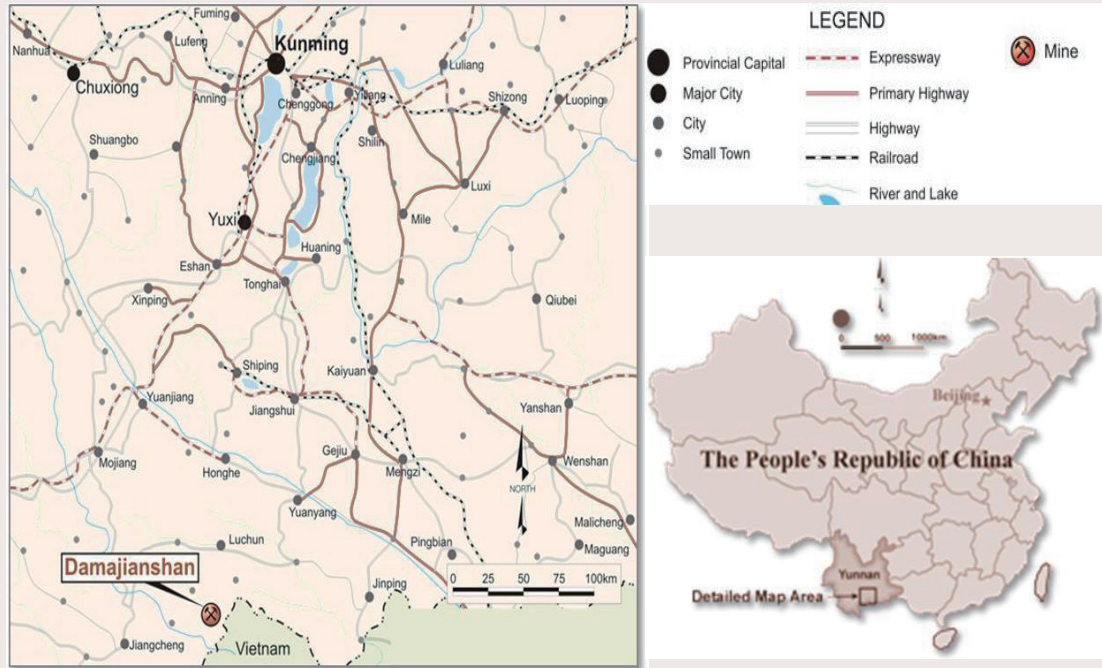 Fuming
Kunming
Nanhua
Lufeng
Luliang
Chuxiong
Anning
Chenggong
Yiliang
Shizong
Luoping
Shuangbo
Shilin
Chengjiang
Luxi
Yuxi
Mile
Huaning
Eshan
Tonghai
Xinping
Qiubei
Shiping
Kaiyuan
Yuanjiang
Jiangshui
Yanshan
Mojiang
Honghe
Gejiu
Mengzi
Wenshan
NORTH
Yuanyang
Malicheng
Luchun
Pingbian
Maguang
Damajianshan
Jinping
0 25 50 75 100km
Jiangcheng
Vietnam
LEGEND
Provincial Capital
Major City
City
Small Town
Expressway
Primary Highway
Highway
Railroad
River and Lake
Mine
0 500 1000km
Beijing
The People's Republic of China
Yunnan
Detailed Map Area